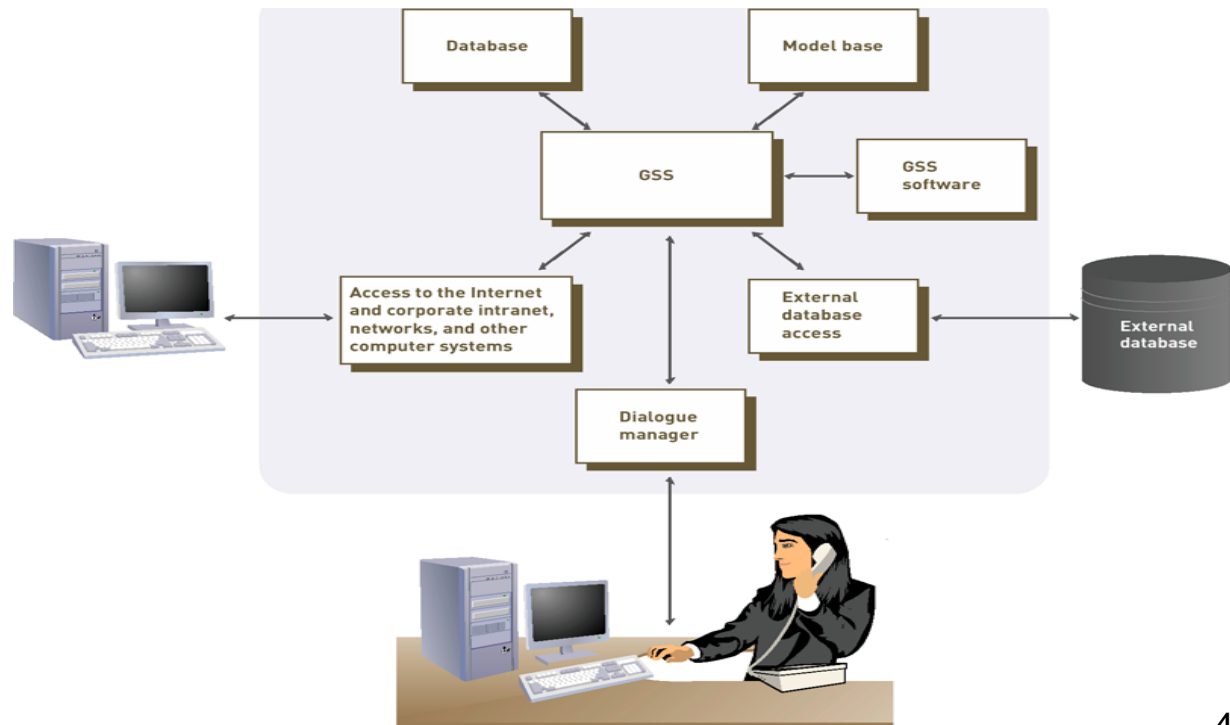 Database
Model base
GSS
GSS
software
Access to the Internet
and corporate intranet,
networks, and other
computer systems
External
database
access
External
database
Dialogue
manager